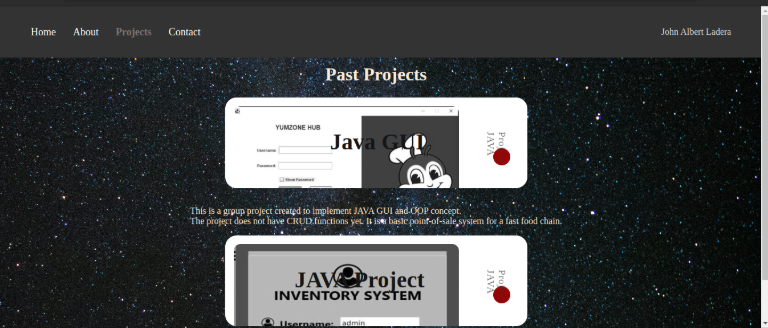 Home About Projects Contact
John Albert Ladera
Past Projects
YUMZONE HUB
Java GUI
Username
Password
Show Password
JAVA
This is a group project created to implement JAVA GUI and OOP concept.
The project does not have CRUD functions yet. It is a basic point-of-sale system for a fast food chain.
JAVA Project
INVENTORY SYSTEM
Username:
admin
JAVA